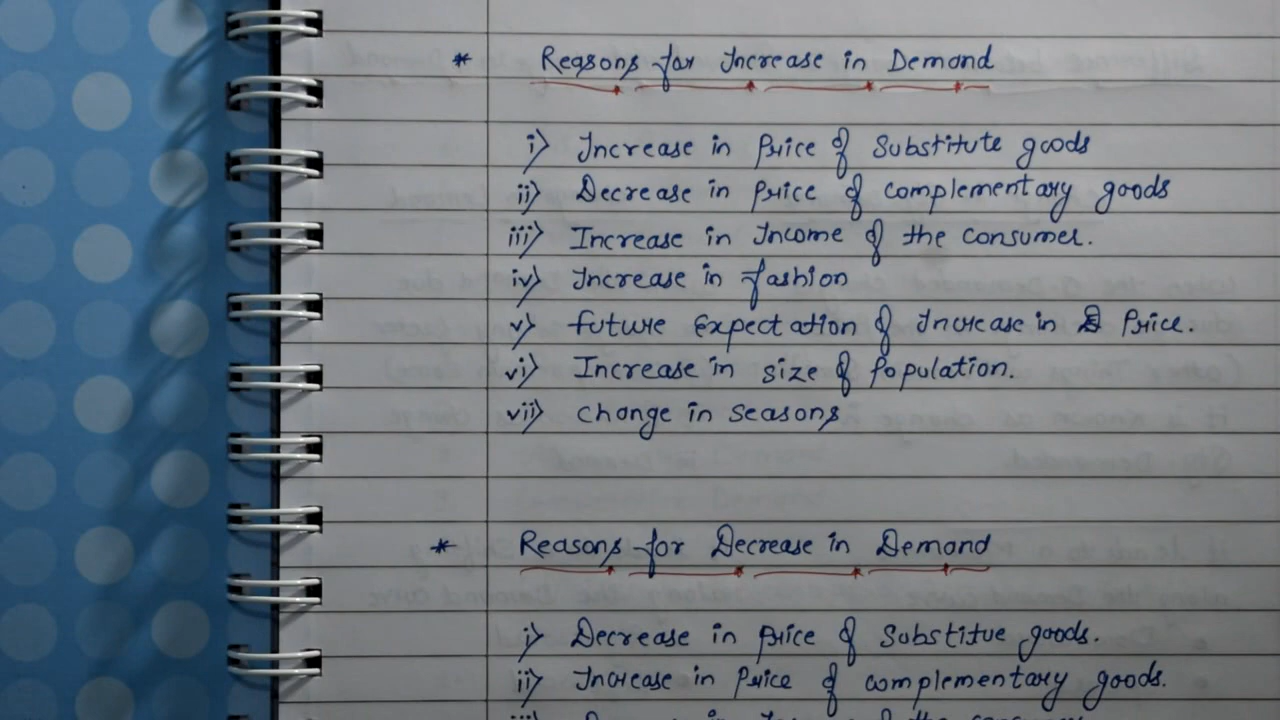 * Reasons for Increase in Demand
i) Increase in Price of Substitute goods
ii) Decrease in Price of complementary goods
iii) Increase in Income of the consumer.
iv) Increase in fashion
v) future Expectation of Increase in Price.
vi) Increase in size of Population.
vii) change in seasons
* Reasons for Decrease in Demand
i) Decrease in price of Substitue goods.
ii) Increase in Price of complementary goods.